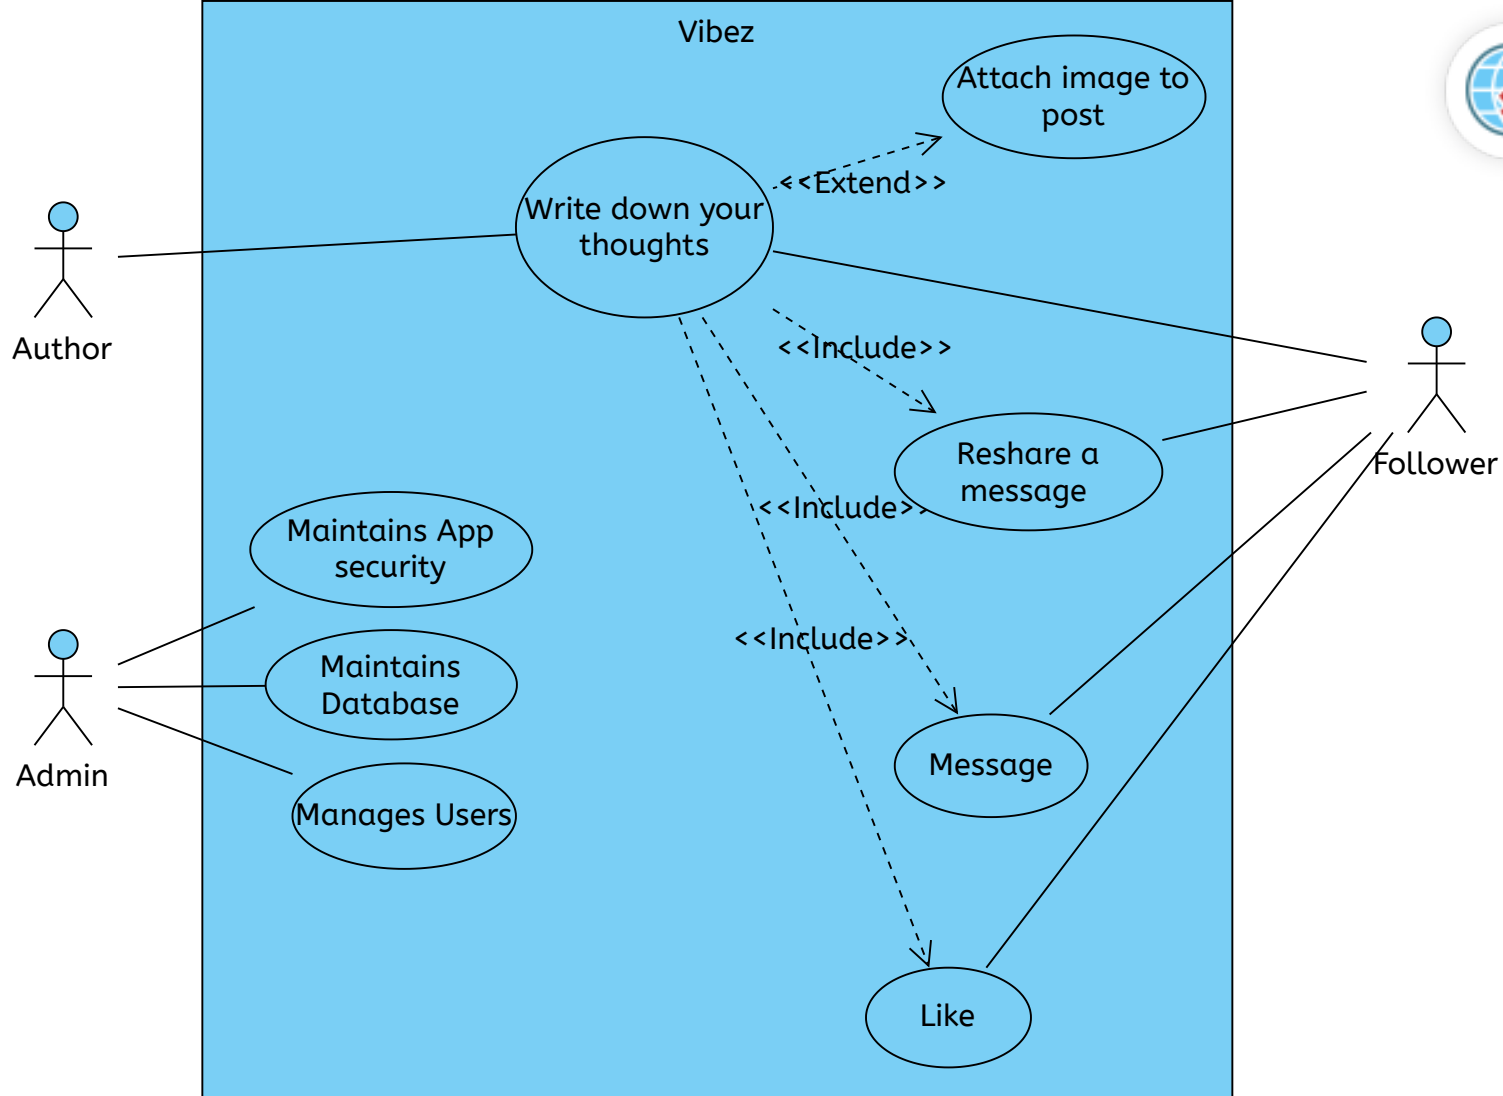 Vibez
Attach image to
post
<<Extend>>
Write down your
thoughts
Author
<<Include>>
Reshare a
message
Follower
<<Include>>
Maintains App
security
<<Include>>
Maintains
Database
Admin
Message
Manages Users
Like